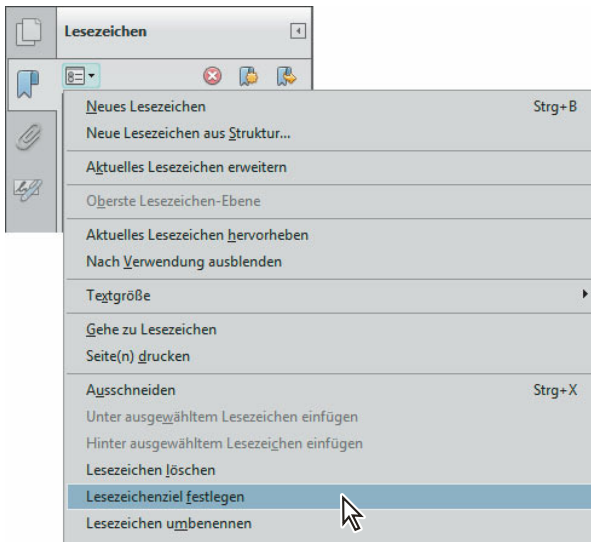 Lesezeichen
Neues Lesezeichen Strg+B
Neue Lesezeichen aus Struktur...
Aktuelles Lesezeichen erweitern
Oberste Lesezeichen-Ebene
Aktuelles Lesezeichen hervorheben
Nach Verwendung ausblenden
Textgröße
Gehe zu Lesezeichen
Seite(n) drucken
Ausschneiden Strg+X
Unter ausgewähltem Lesezeichen einfügen
Hinter ausgewähltem Lesezeichen einfügen
Lesezeichen löschen
Lesezeichenziel festlegen
Lesezeichen umbenennen